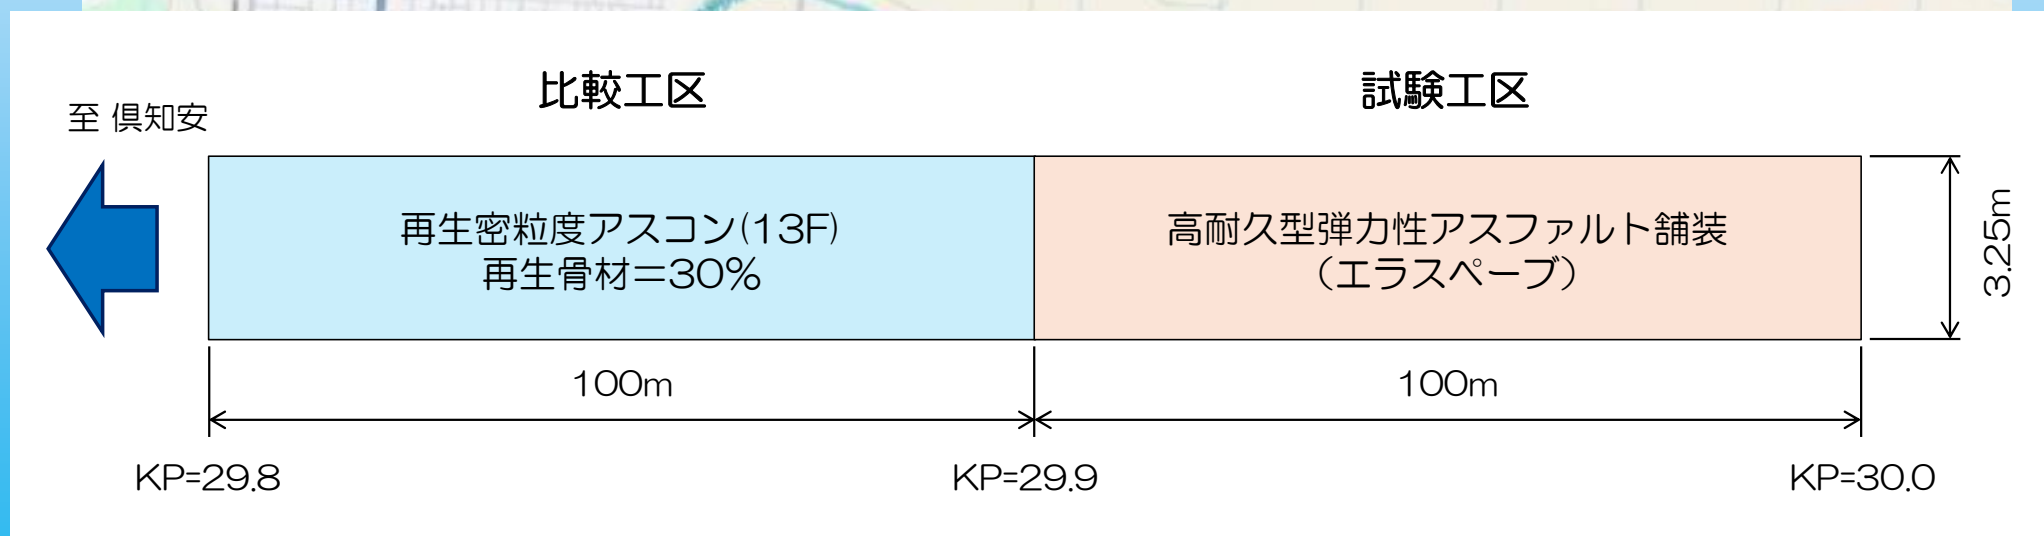 比較工区
試験工区
至 倶知安
再生密粒度アスコン(13F)
再生骨材=30%
高耐久型弾力性アスファルト舗装
(エラスペーブ)
3.25m
100m
100m
KP=29.8
KP=29.9
KP=30.0